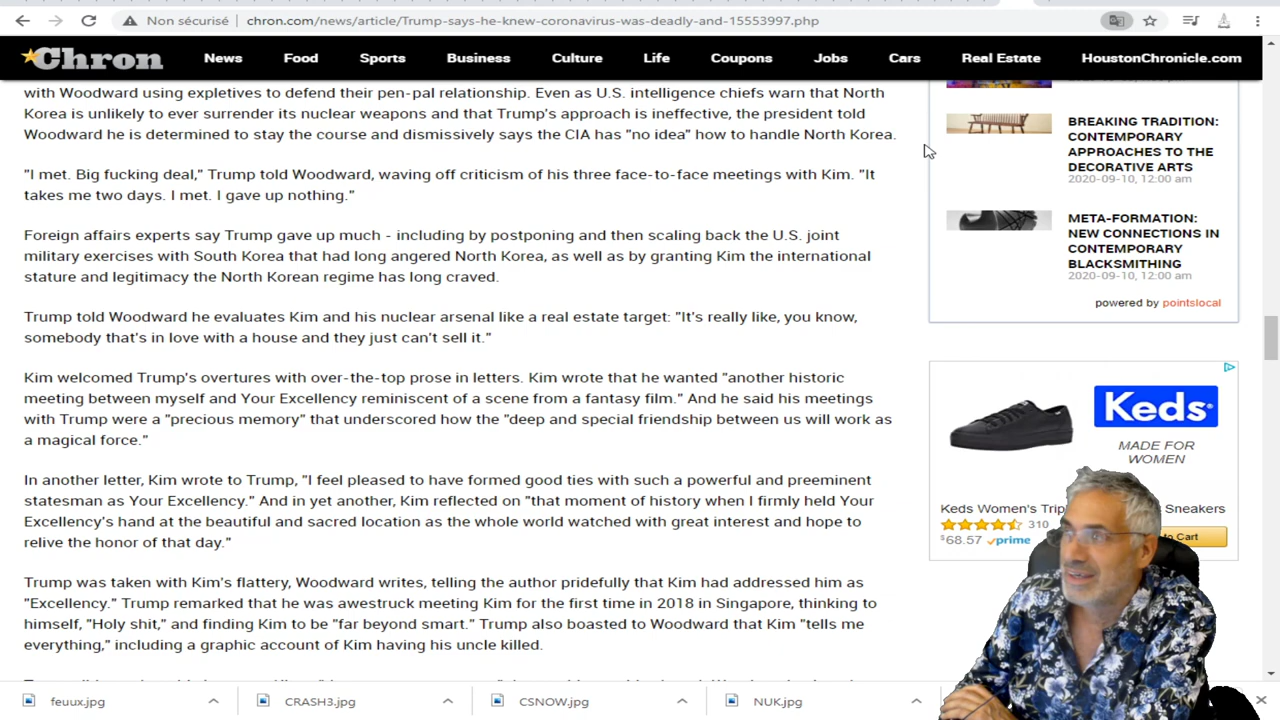 Non sécurisé
chron.com/news/article/Trump-says-he-knew-coronavirus-was-deadly-and-15553997.php
Chron
News
Food
Sports
Business
Culture
Life
Coupons
Jobs
Cars
Real Estate
HoustonChronicle.com
with Woodward using expletives
end their pen-pal relationship. Even as U.S. intelligence chiefs warn that North
Korea is unlikely to ever surrender its nuclear weapons and that Trump's approach is ineffective, the president told
Woodward he is determined to stay the course and dismissively says the CIA has "no idea" how to handle North Korea.
"I met. Big fucking deal," Trump told Woodward, waving off criticism of his three face-to-face meetings with Kim. "It
takes me two days. I met. I gave up nothing."
Foreign affairs experts say Trump gave up much - including by postponing and then scaling back the U.S. joint
military exercises with South Korea that had long angered North Korea, as well as by granting Kim the international
stature and legitimacy the North Korean regime has long craved.
Trump told Woodward he evaluates Kim and his nuclear arsenal like a real estate target: "It's really like, you know,
somebody that's in love with a house and they just can't sell it."
Kim welcomed Trump's overtures with over-the-top prose in letters. Kim wrote that he wanted "another historic
meeting between myself and Your Excellency reminiscent of a scene from a fantasy film." And he said his meetings
with Trump were a "precious memory" that underscored how the "deep and special friendship between us will work as
a magical force."
In another letter, Kim wrote to Trump, "I feel pleased to have formed good ties with such a powerful and preeminent
statesman as Your Excellency." And in yet another, Kim reflected on "that moment of history when I firmly held Your
Excellency's hand at the beautiful and sacred location as the whole world watched with great interest and hope to
relive the honor of that day."
Trump was taken with Kim's flattery, Woodward writes, telling the author pridefully that Kim had addressed him as
"Excellency." Trump remarked that he was awestruck meeting Kim for the first time in 2018 in Singapore, thinking to
himself, "Holy shit," and finding Kim to be "far beyond smart." Trump also boasted to Woodward that Kim "tells me
everything," including a graphic account of Kim having his uncle killed.
BREAKING TRADITION:
CONTEMPORARY
APPROACHES TO THE
DECORATIVE ARTS
2020-09-10, 12:00 am
META-FORMATION:
NEW CONNECTIONS IN
CONTEMPORARY
BLACKSMITHING
2020-09-10, 12:00 am
powered by pointslocal
Keds
MADE FOR
WOMEN
Keds Women's Sneakers
310
$68.57 prime
Cart
feuux.jpg
CRASH3.jpg
CSNOW.jpg
NUK.jpg